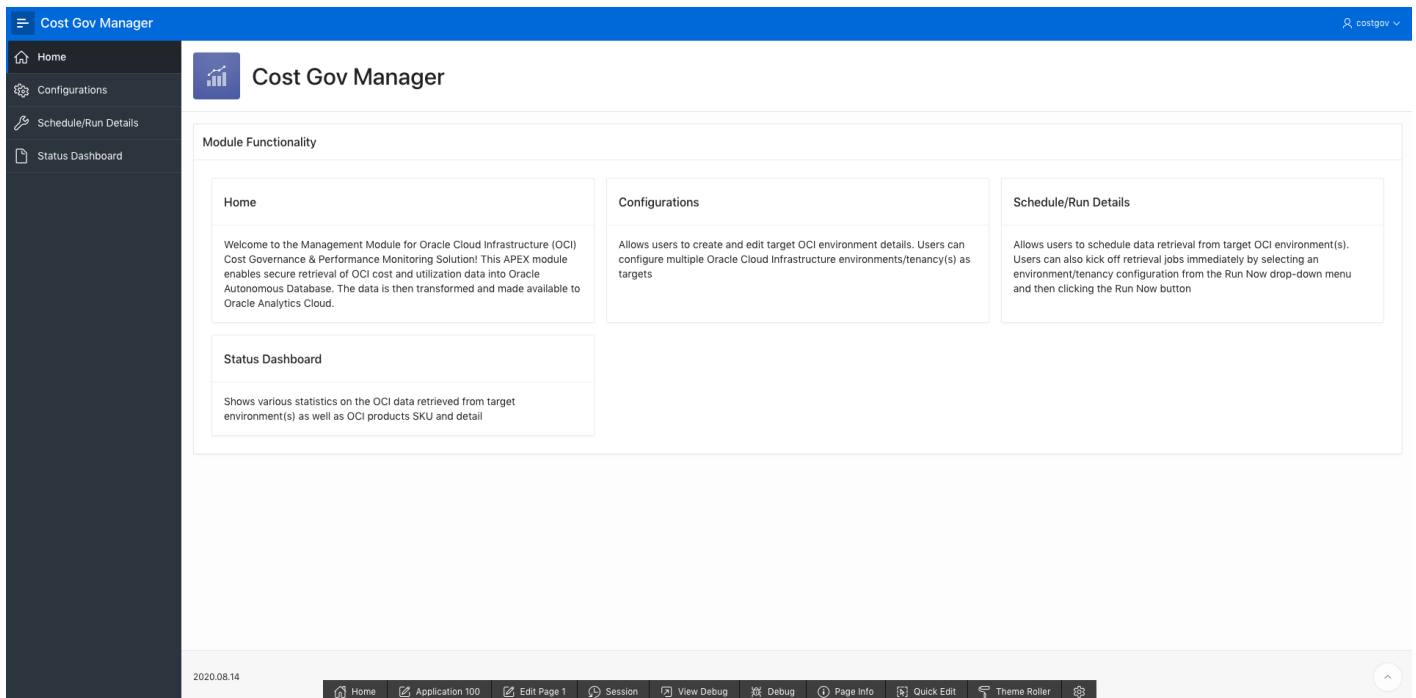 Cost Gov Manager
costgov
Home
Configurations
Schedule/Run Details
Status Dashboard
Cost Gov Manager
Module Functionality
Home
Welcome to the Management Module for Oracle Cloud Infrastructure (OCI)
Cost Governance & Performance Monitoring Solution! This APEX module
enables secure retrieval of OCI cost and utilization data into Oracle
Autonomous Database. The data is then transformed and made available to
Oracle Analytics Cloud.
Configurations
Allows users to create and edit target OCI environment details. Users can
configure multiple Oracle Cloud Infrastructure environments/tenancy(s) as
targets
Schedule/Run Details
Allows users to schedule data retrieval from target OCI environment(s).
Users can also kick off retrieval jobs immediately by selecting an
environment/tenancy configuration from the Run Now drop-down menu
and then clicking the Run Now button
Status Dashboard
Shows various statistics on the OCI data retrieved from target
environment(s) as well as OCI products SKU and detail
2020.08.14
Home Application 100 Edit Page 1 Session View Debug Debug Page Info Quick Edit Theme Roller